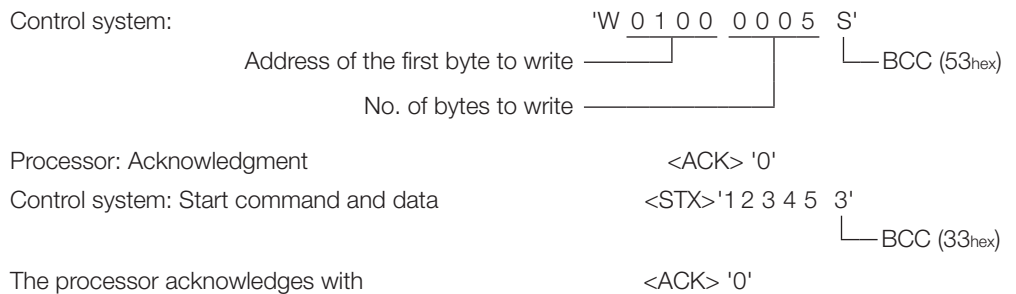 Control system: 'W 0 1 0 0 0 0 0 5 S'
Address of the first byte to write BCC (53hex)
No. of bytes to write
Processor: Acknowledgment <ACK> '0'
Control system: Start command and data <STX>'1 2 3 4 5 3'
BCC (33hex)
The processor acknowledges with <ACK> '0'